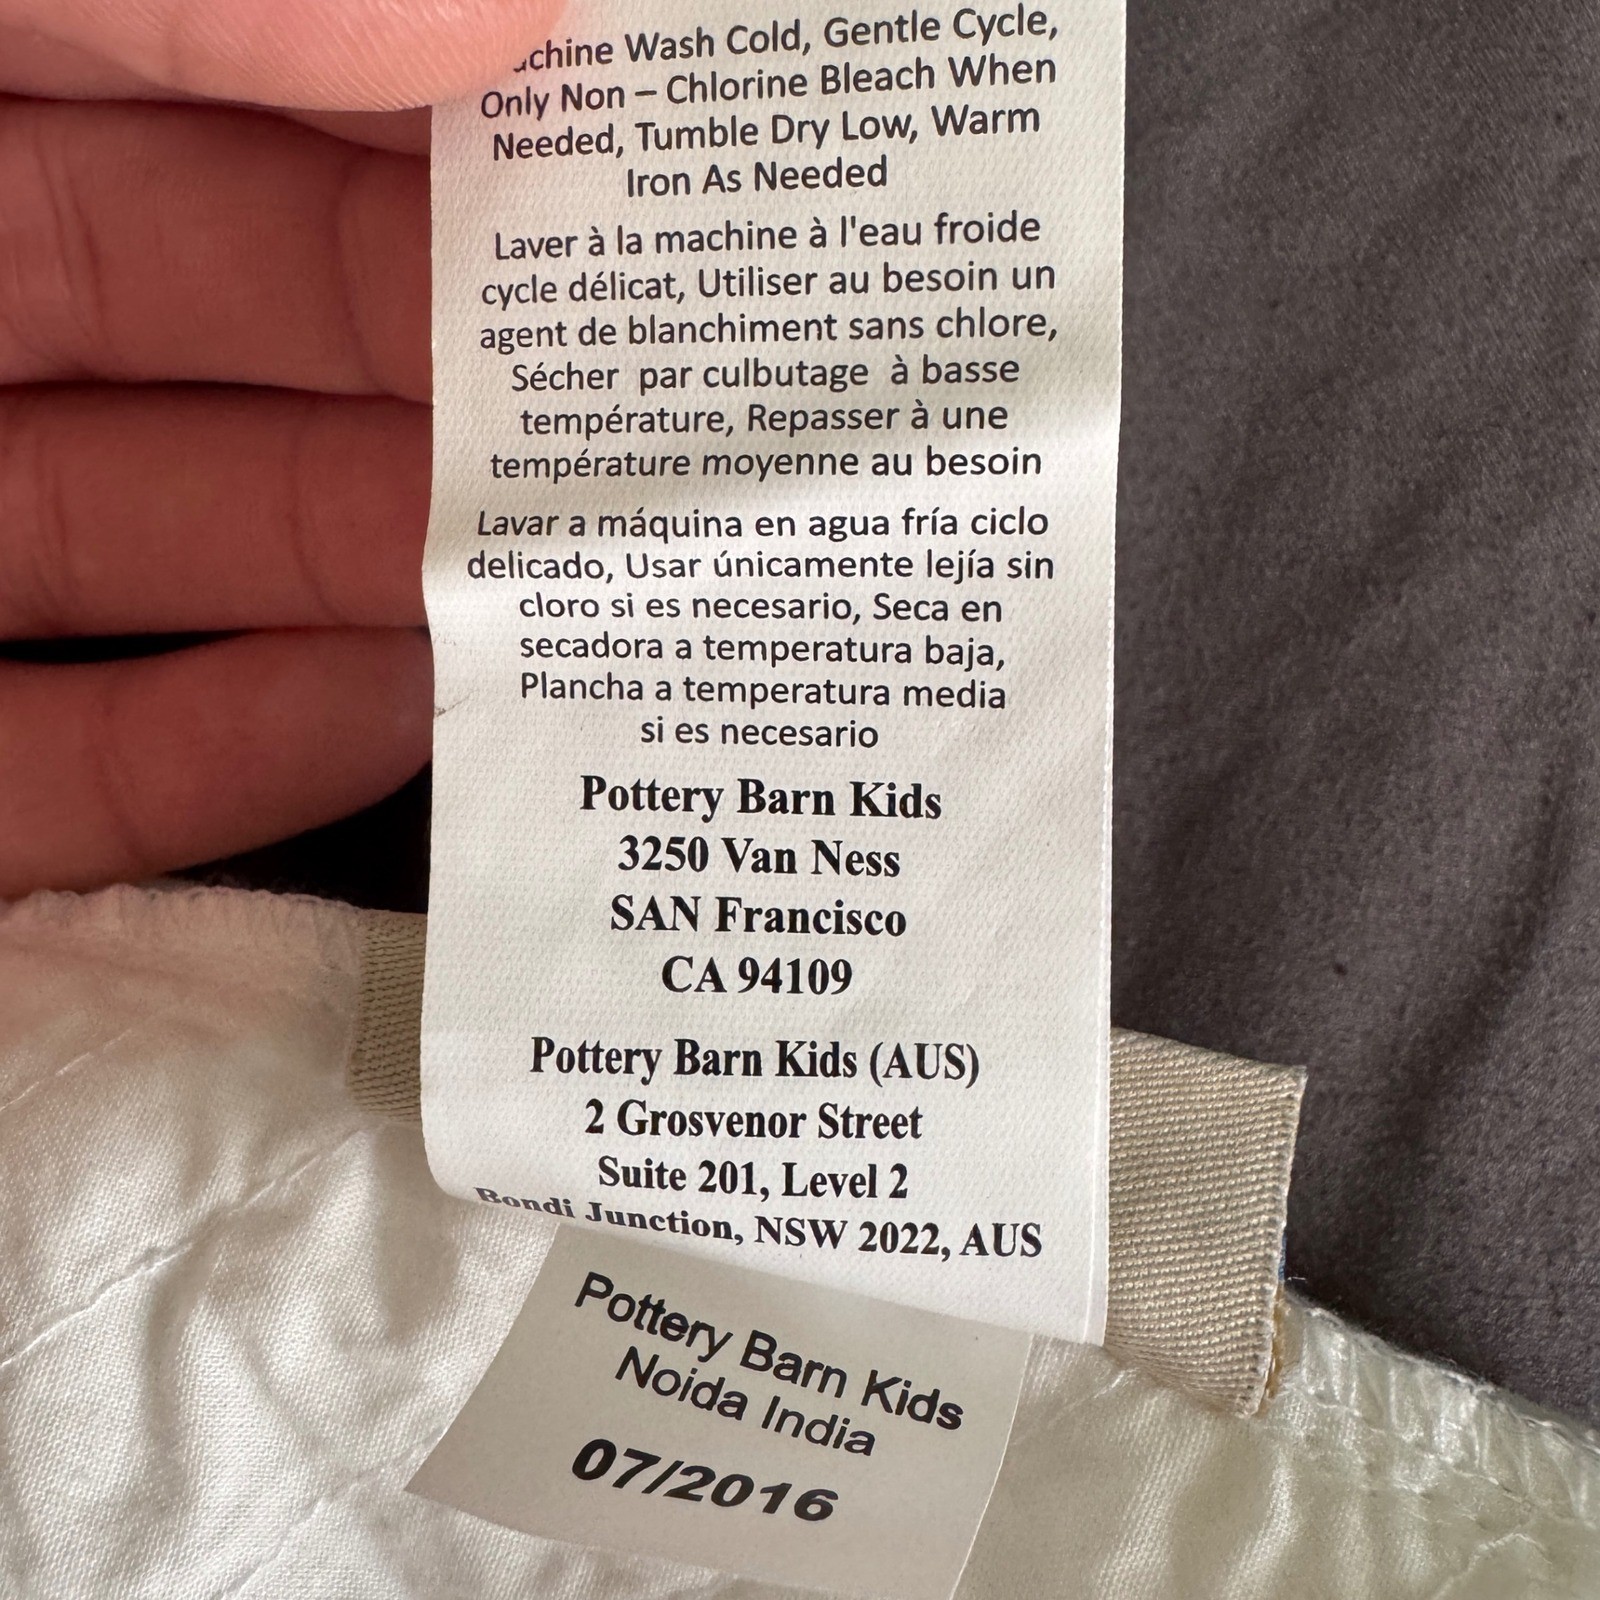 Machine Wash Cold, Gentle Cycle,
Only Non – Chlorine Bleach When
Needed, Tumble Dry Low, Warm
Iron As Needed
Laver à la machine à l'eau froide
cycle délicat, Utiliser au besoin un
agent de blanchiment sans chlore,
Sécher par culbutage à basse
température, Repasser à une
température moyenne au besoin
Lavar a máquina en agua fría ciclo
delicado, Usar únicamente lejía sin
cloro si es necesario, Seca en
secadora a temperatura baja,
Plancha a temperatura media
si es necesario
Pottery Barn Kids
3250 Van Ness
SAN Francisco
CA 94109
Pottery Barn Kids (AUS)
2 Grosvenor Street
Suite 201, Level 2
Bondi Junction, NSW 2022, AUS
Pottery Barn Kids
Noida India
07/2016